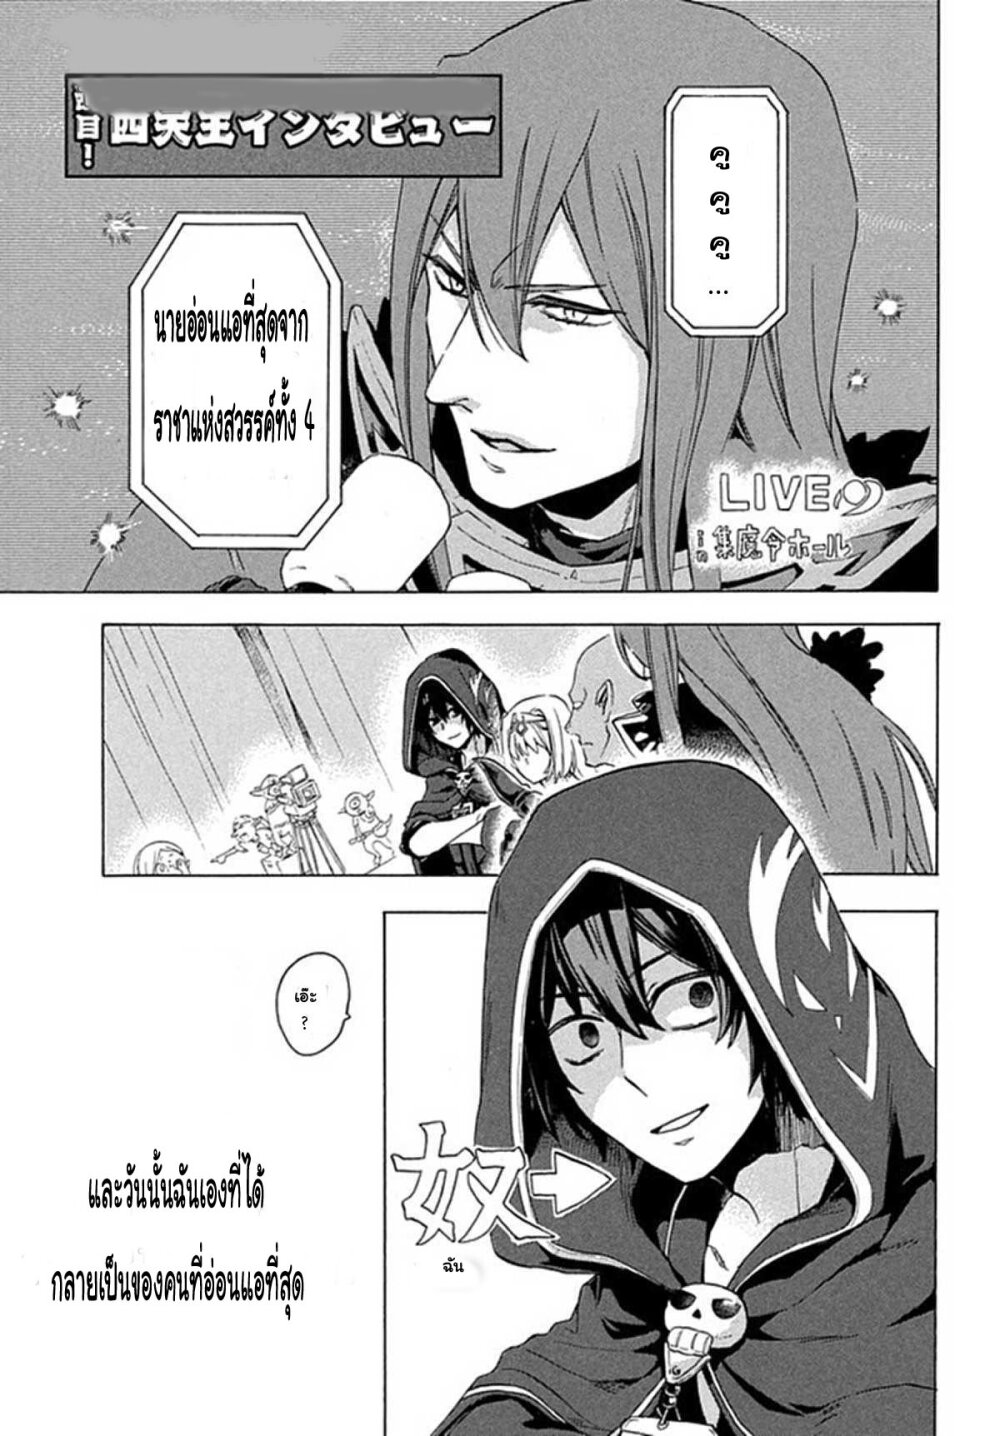 目!
四天王インタビュー
คู
คู
คู
...
นายอ่อนแอที่สุดจาก
ราชาแห่งสวรรค์ทั้ง 4
LIVE
in 集魔令ホール
เอ๊ะ
?
奴
ฉัน
และวันนั้นฉันเองที่ได้
กลายเป็นของคนที่อ่อนแอที่สุด